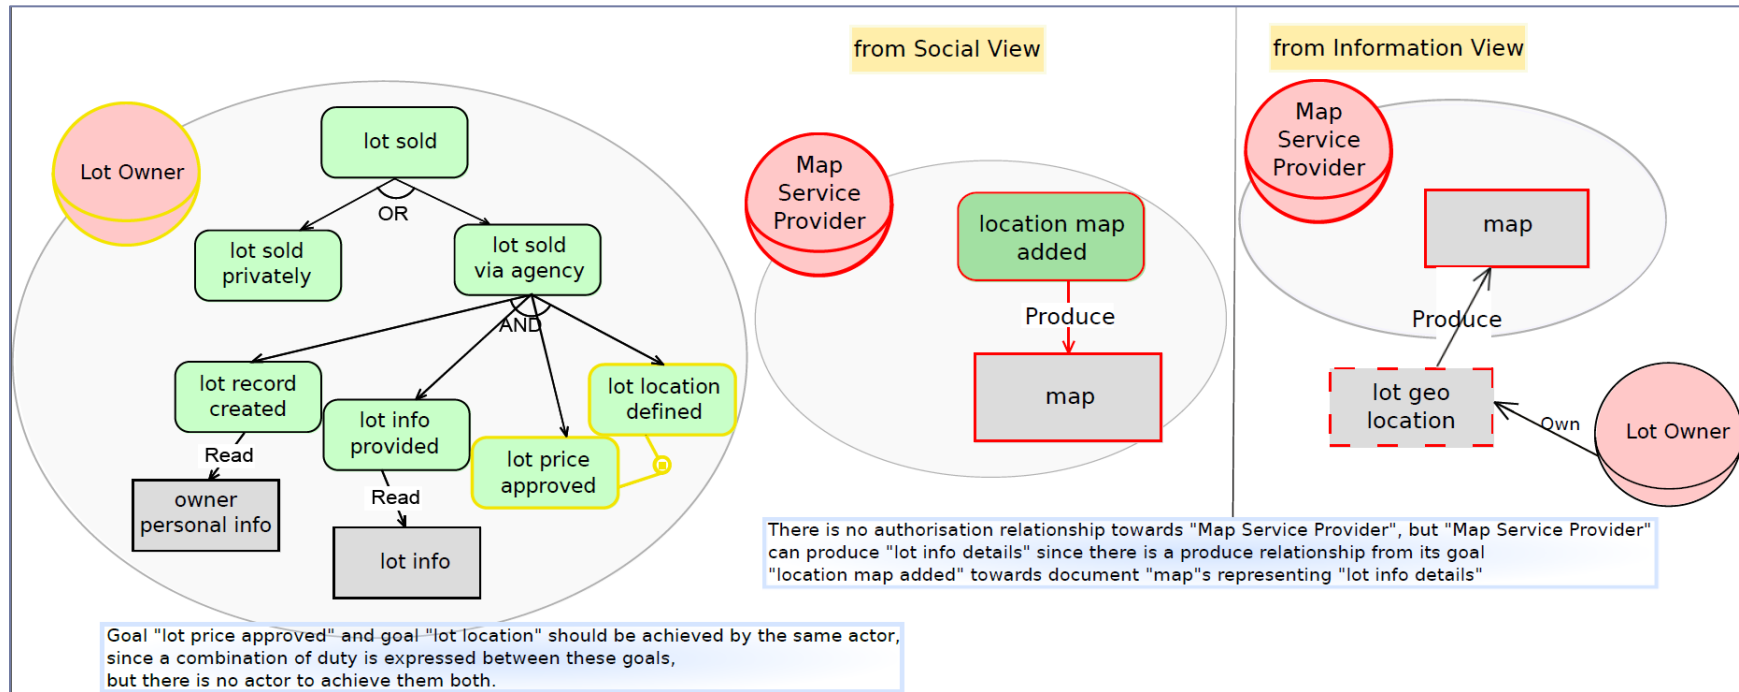 Lot Owner
lot sold
OR
lot sold
privately
lot sold
via agency
AND
lot record
created
lot info
provided
lot price
approved
lot location
defined
Read
owner
personal info
Read
lot info
Goal "lot price approved" and goal "lot location" should be achieved by the same actor,
since a combination of duty is expressed between these goals,
but there is no actor to achieve them both.
from Social View
Map
Service
Provider
location map
added
Produce
map
from Information View
Map
Service
Provider
map
Produce
lot geo
location
Own
Lot Owner
There is no authorisation relationship towards "Map Service Provider", but "Map Service Provider"
can produce "lot info details" since there is a produce relationship from its goal
"location map added" towards document "map"s representing "lot info details"